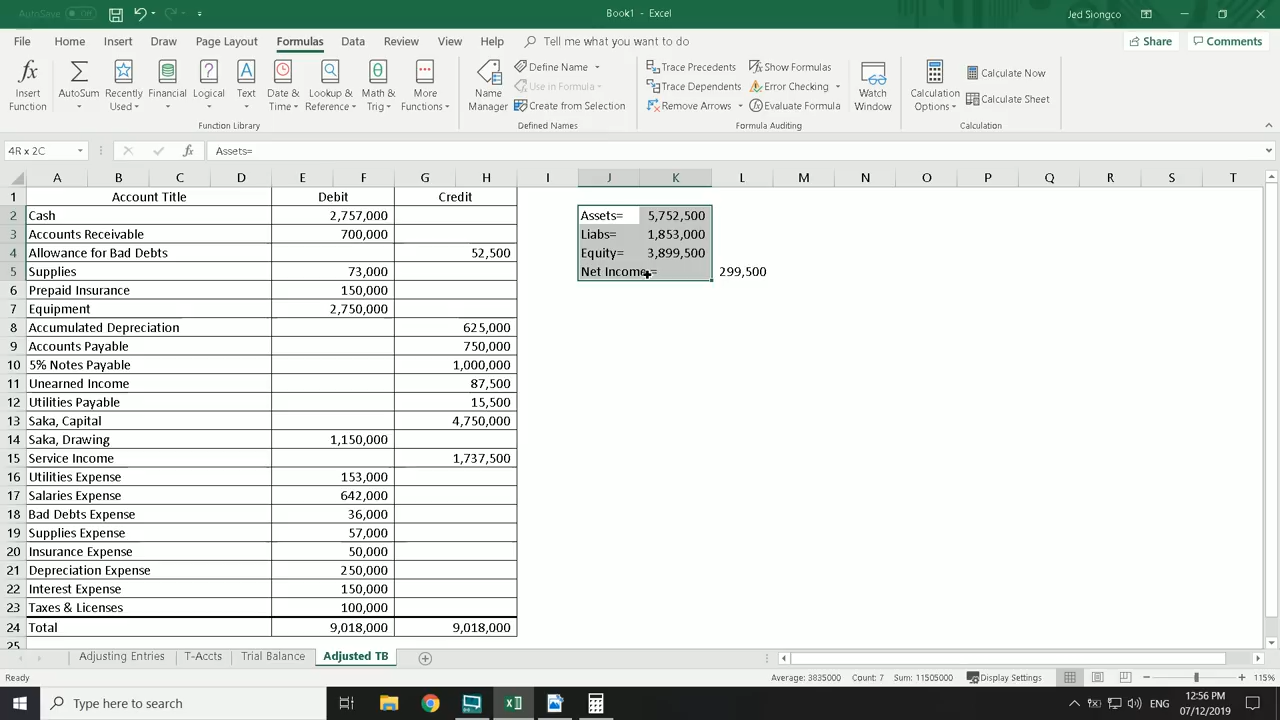 AutoSave Off Book1 - Excel Jed Siongco
File Home Insert Draw Page Layout Formulas Data Review View Help Tell me what you want to do Share Comments
Insert Function AutoSum Recently Used Financial Logical Text Date & Time Lookup & Reference Math & Trig More Functions Name Manager Define Name Use in Formula Create from Selection Trace Precedents Trace Dependents Remove Arrows Show Formulas Error Checking Evaluate Formula Watch Window Calculation Options Calculate Now Calculate Sheet
Function Library Defined Names Formula Auditing Calculation
4R x 2C fx Assets=
A B C D E F G H I J K L M N O P Q R S T
1 Account Title Debit Credit
2 Cash 2,757,000 Assets= 5,752,500
3 Accounts Receivable 700,000 Liabs= 1,853,000
4 Allowance for Bad Debts 52,500 Equity= 3,899,500
5 Supplies 73,000 Net Income= 299,500
6 Prepaid Insurance 150,000
7 Equipment 2,750,000
8 Accumulated Depreciation 625,000
9 Accounts Payable 750,000
10 5% Notes Payable 1,000,000
11 Unearned Income 87,500
12 Utilities Payable 15,500
13 Saka, Capital 4,750,000
14 Saka, Drawing 1,150,000
15 Service Income 1,737,500
16 Utilities Expense 153,000
17 Salaries Expense 642,000
18 Bad Debts Expense 36,000
19 Supplies Expense 57,000
20 Insurance Expense 50,000
21 Depreciation Expense 250,000
22 Interest Expense 150,000
23 Taxes & Licenses 100,000
24 Total 9,018,000 9,018,000
25
Adjusting Entries T-Accts Trial Balance Adjusted TB
Ready Average: 3835000 Count: 7 Sum: 11505000 Display Settings 115%
Type here to search ENG 12:56 PM
07/12/2019